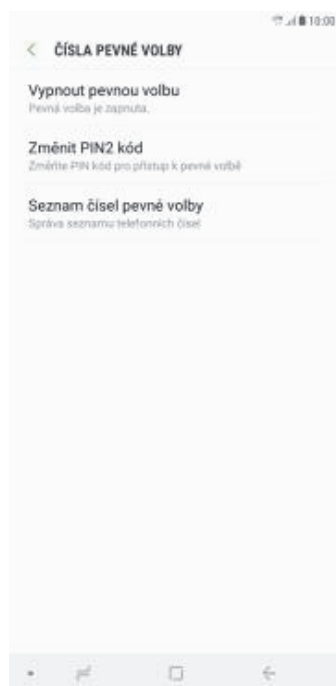 10:00
ČÍSLA PEVNÉ VOLBY
Vypnout pevnou volbu
Pevná volba je zapnuta.
Změnit PIN2 kód
Změňte PIN kód pro přístup k pevné volbě
Seznam čísel pevné volby
Správa seznamu telefonních čísel